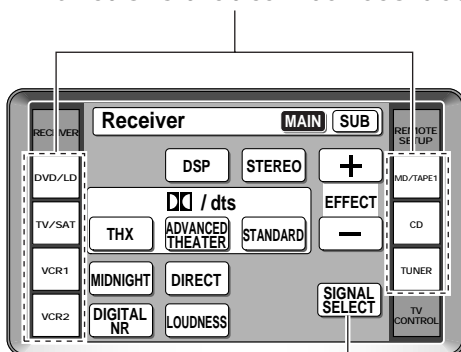 RECEIVER
Receiver
MAIN
SUB
REMOTE
SETUP
DVD/LD
DSP
STEREO
+
MD/TAPE1
/ dts
EFFECT
TV/SAT
THX
ADVANCED
THEATER
STANDARD
−
CD
VCR1
MIDNIGHT
DIRECT
TUNER
SIGNAL
SELECT
VCR2
DIGITAL
NR
LOUDNESS
TV
CONTROL